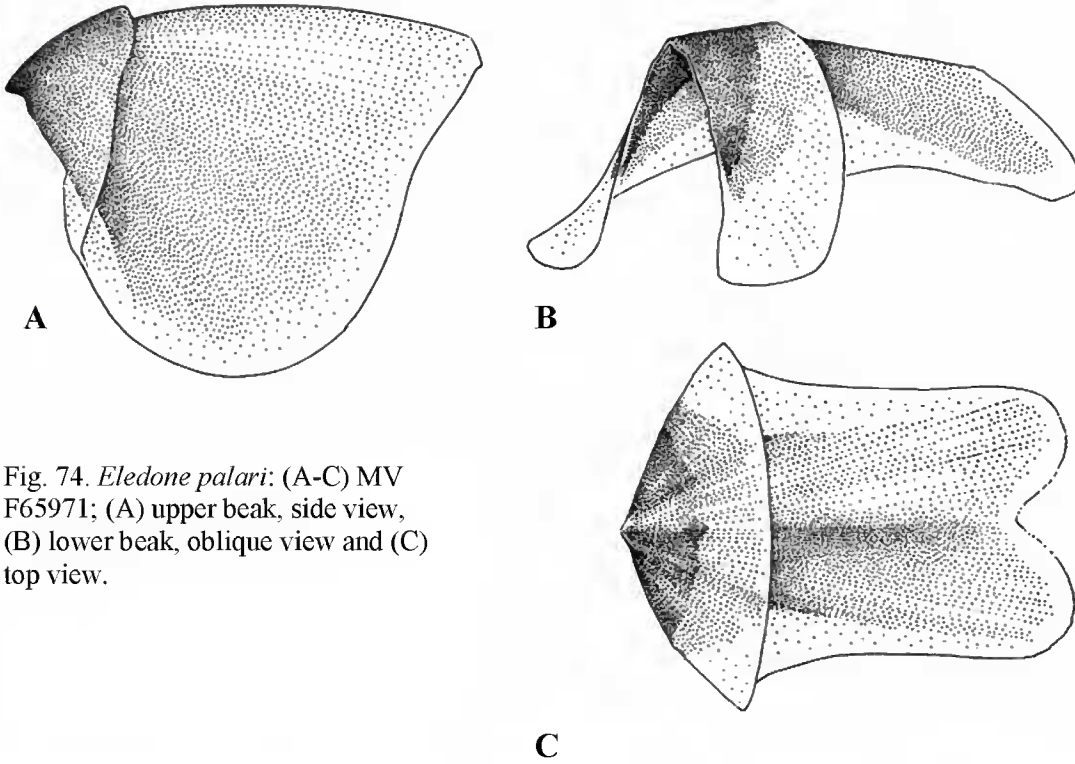 A
B
Fig. 74. Eledone palari: (A-C) MV
F65971; (A) upper beak, side view,
(B) lower beak, oblique view and (C)
top view.
C